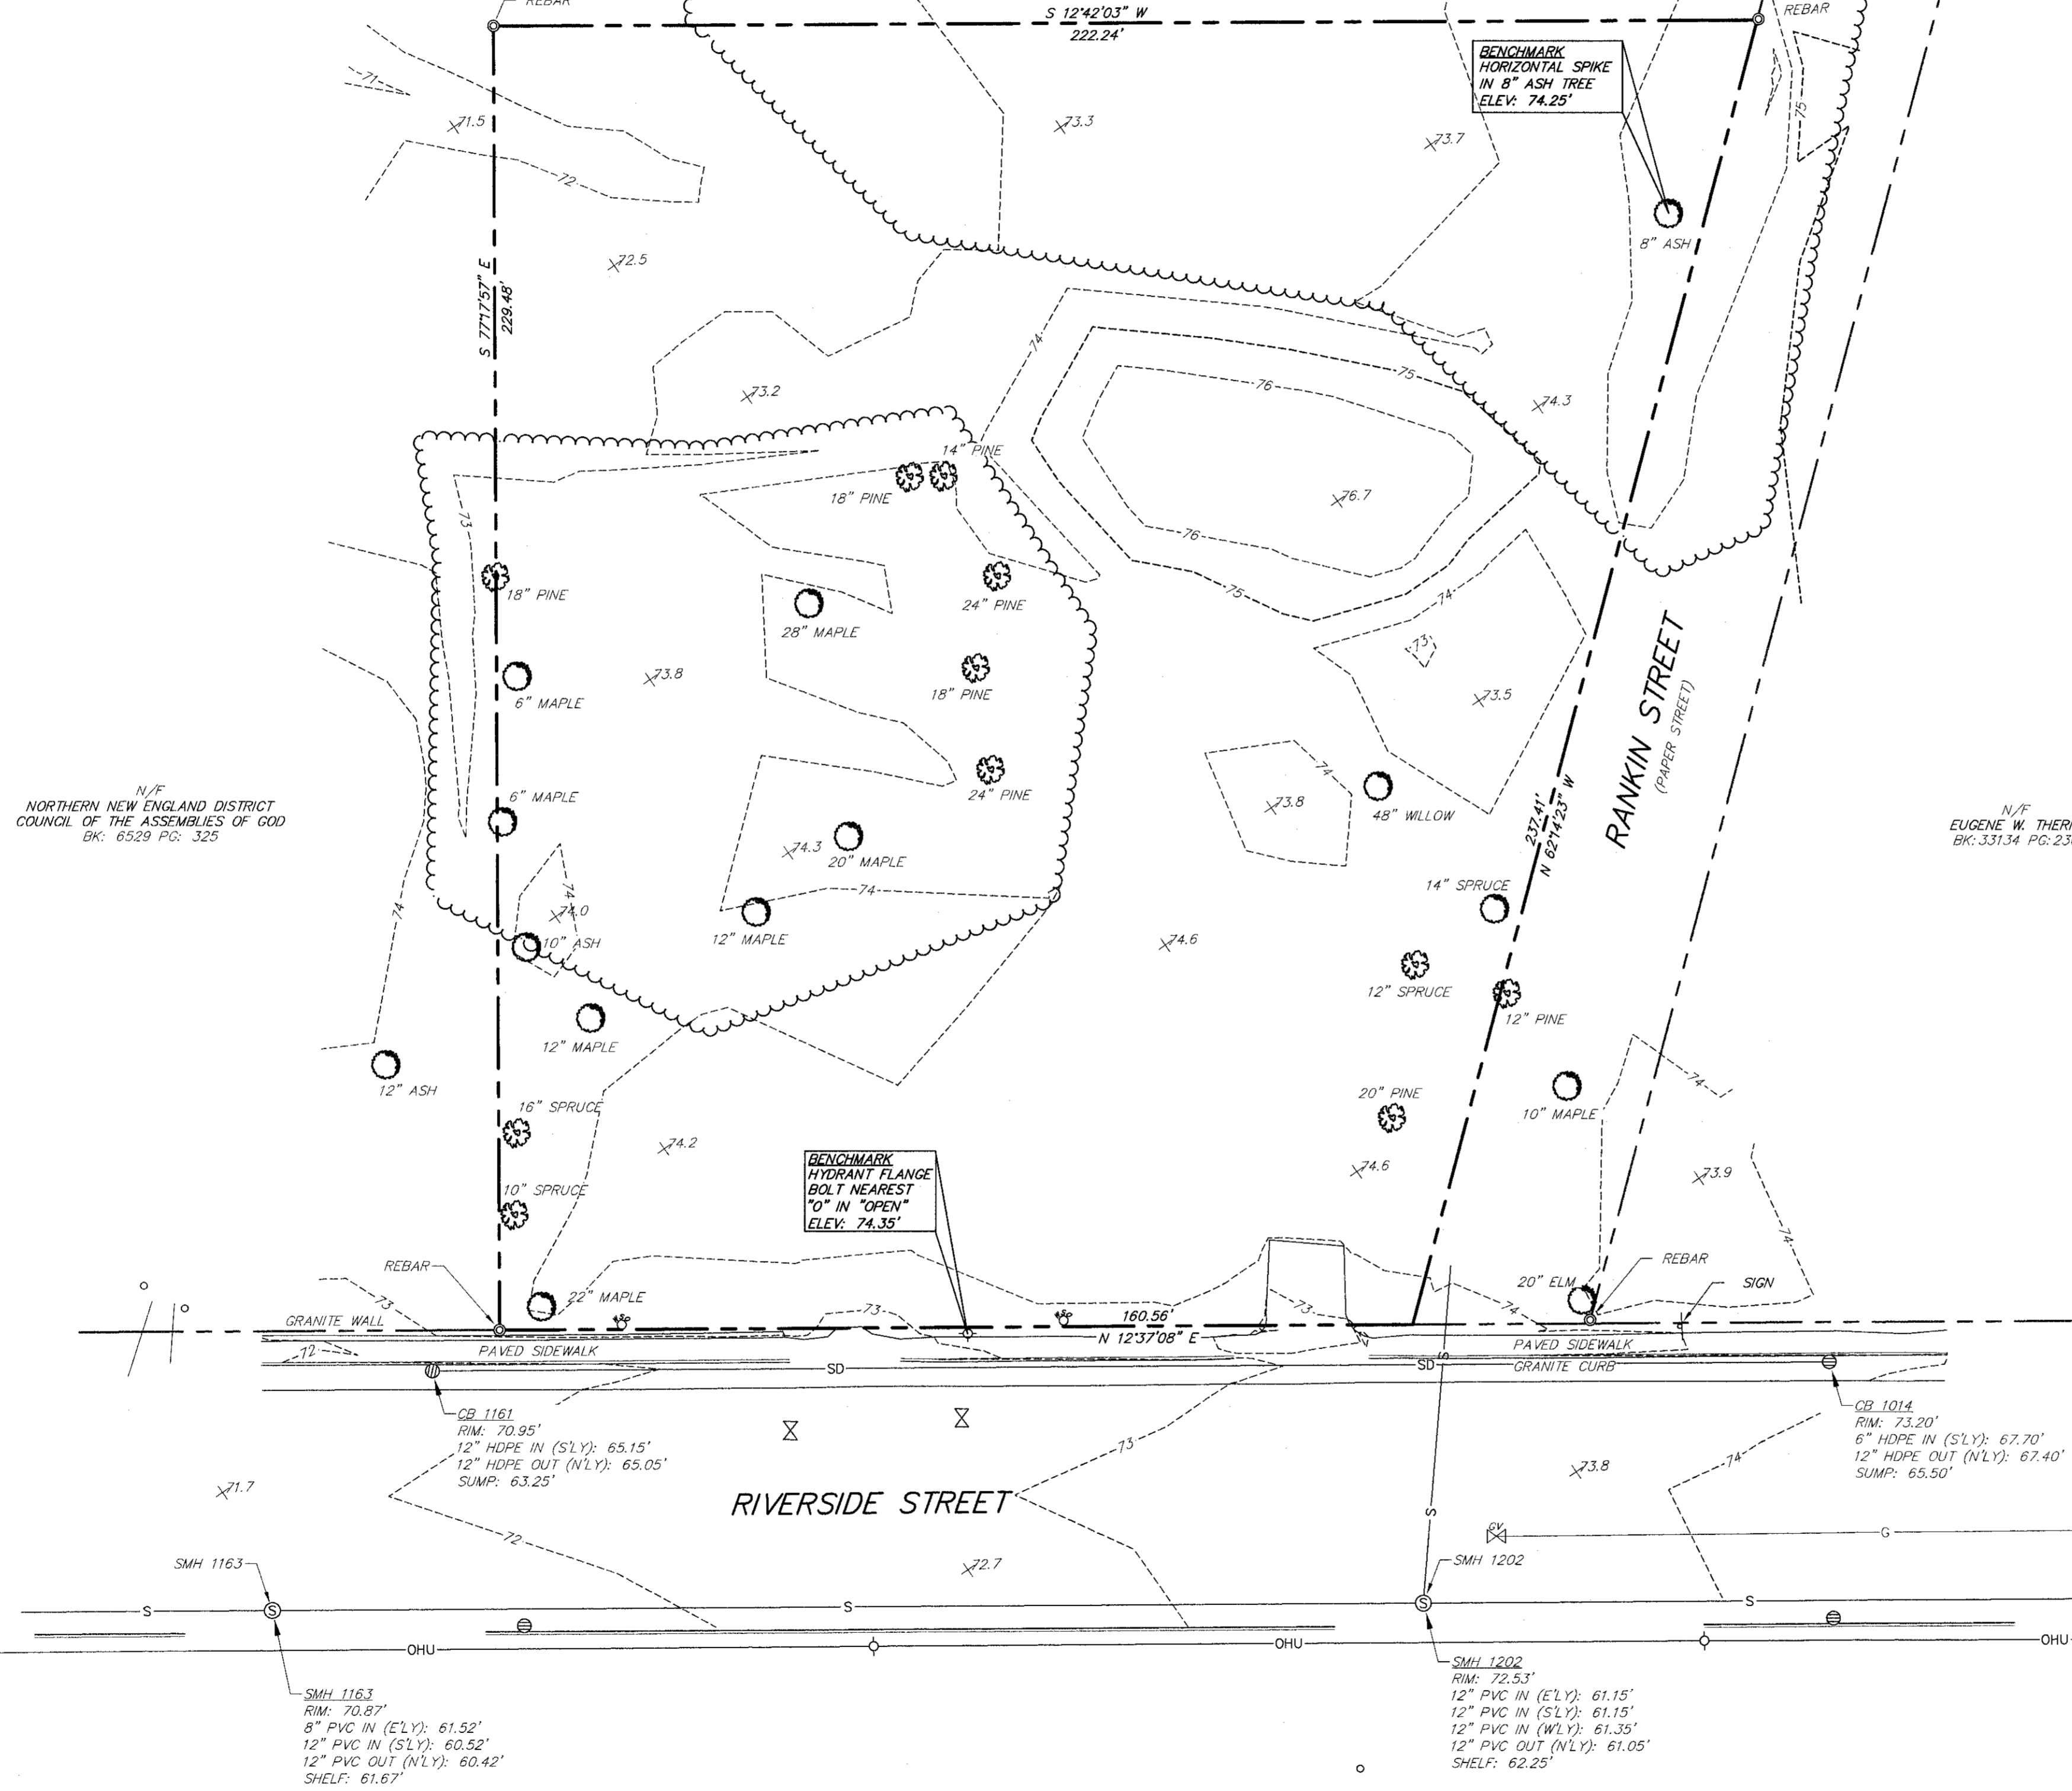 REBAR
S 12°42'03" W
222.24'
REBAR
BENCHMARK
HORIZONTAL SPIKE
IN 8" ASH TREE
ELEV: 74.25'
71
71.5
73.3
73.7
75
72
8" ASH
72.5
S 77°17'57" E
229.48'
74
75
76
73.2
74.3
14" PINE
18" PINE
76.7
73
76
18" PINE
24" PINE
75
74
28" MAPLE
73
73.8
18" PINE
73.5
6" MAPLE
RANKIN STREET
(PAPER STREET)
N/F
NORTHERN NEW ENGLAND DISTRICT
COUNCIL OF THE ASSEMBLIES OF GOD
BK: 6529 PG: 325
6" MAPLE
24" PINE
74
73.8
48" WILLOW
237.41'
N 62°14'23" W
N/F
EUGENE W. THER
BK: 33134 PG: 23
74.3
20" MAPLE
74
74
74.0
74
14" SPRUCE
10" ASH
12" MAPLE
74.6
12" SPRUCE
12" PINE
12" MAPLE
12" ASH
74
16" SPRUCE
20" PINE
10" MAPLE
74.2
BENCHMARK
HYDRANT FLANGE
BOLT NEAREST
"O" IN "OPEN"
ELEV: 74.35'
74.6
73.9
10" SPRUCE
74
REBAR
REBAR
22" MAPLE
20" ELM
SIGN
73
73
73
74
GRANITE WALL
160.56'
N 12°37'08" E
72
PAVED SIDEWALK
PAVED SIDEWALK
SD
SD
S
GRANITE CURB
CB 1161
RIM: 70.95'
12" HDPE IN (S'LY): 65.15'
12" HDPE OUT (N'LY): 65.05'
SUMP: 63.25'
CB 1014
RIM: 73.20'
6" HDPE IN (S'LY): 67.70'
12" HDPE OUT (N'LY): 67.40'
SUMP: 65.50'
73
74
73.8
71.7
RIVERSIDE STREET
S
GV
G
72
72.7
SMH 1163
SMH 1202
S
S
S
S
S
OHU
OHU
OHU
SMH 1163
RIM: 70.87'
8" PVC IN (E'LY): 61.52'
12" PVC IN (S'LY): 60.52'
12" PVC OUT (N'LY): 60.42'
SHELF: 61.67'
SMH 1202
RIM: 72.53'
12" PVC IN (E'LY): 61.15'
12" PVC IN (S'LY): 61.15'
12" PVC IN (W'LY): 61.35'
12" PVC OUT (N'LY): 61.05'
SHELF: 62.25'